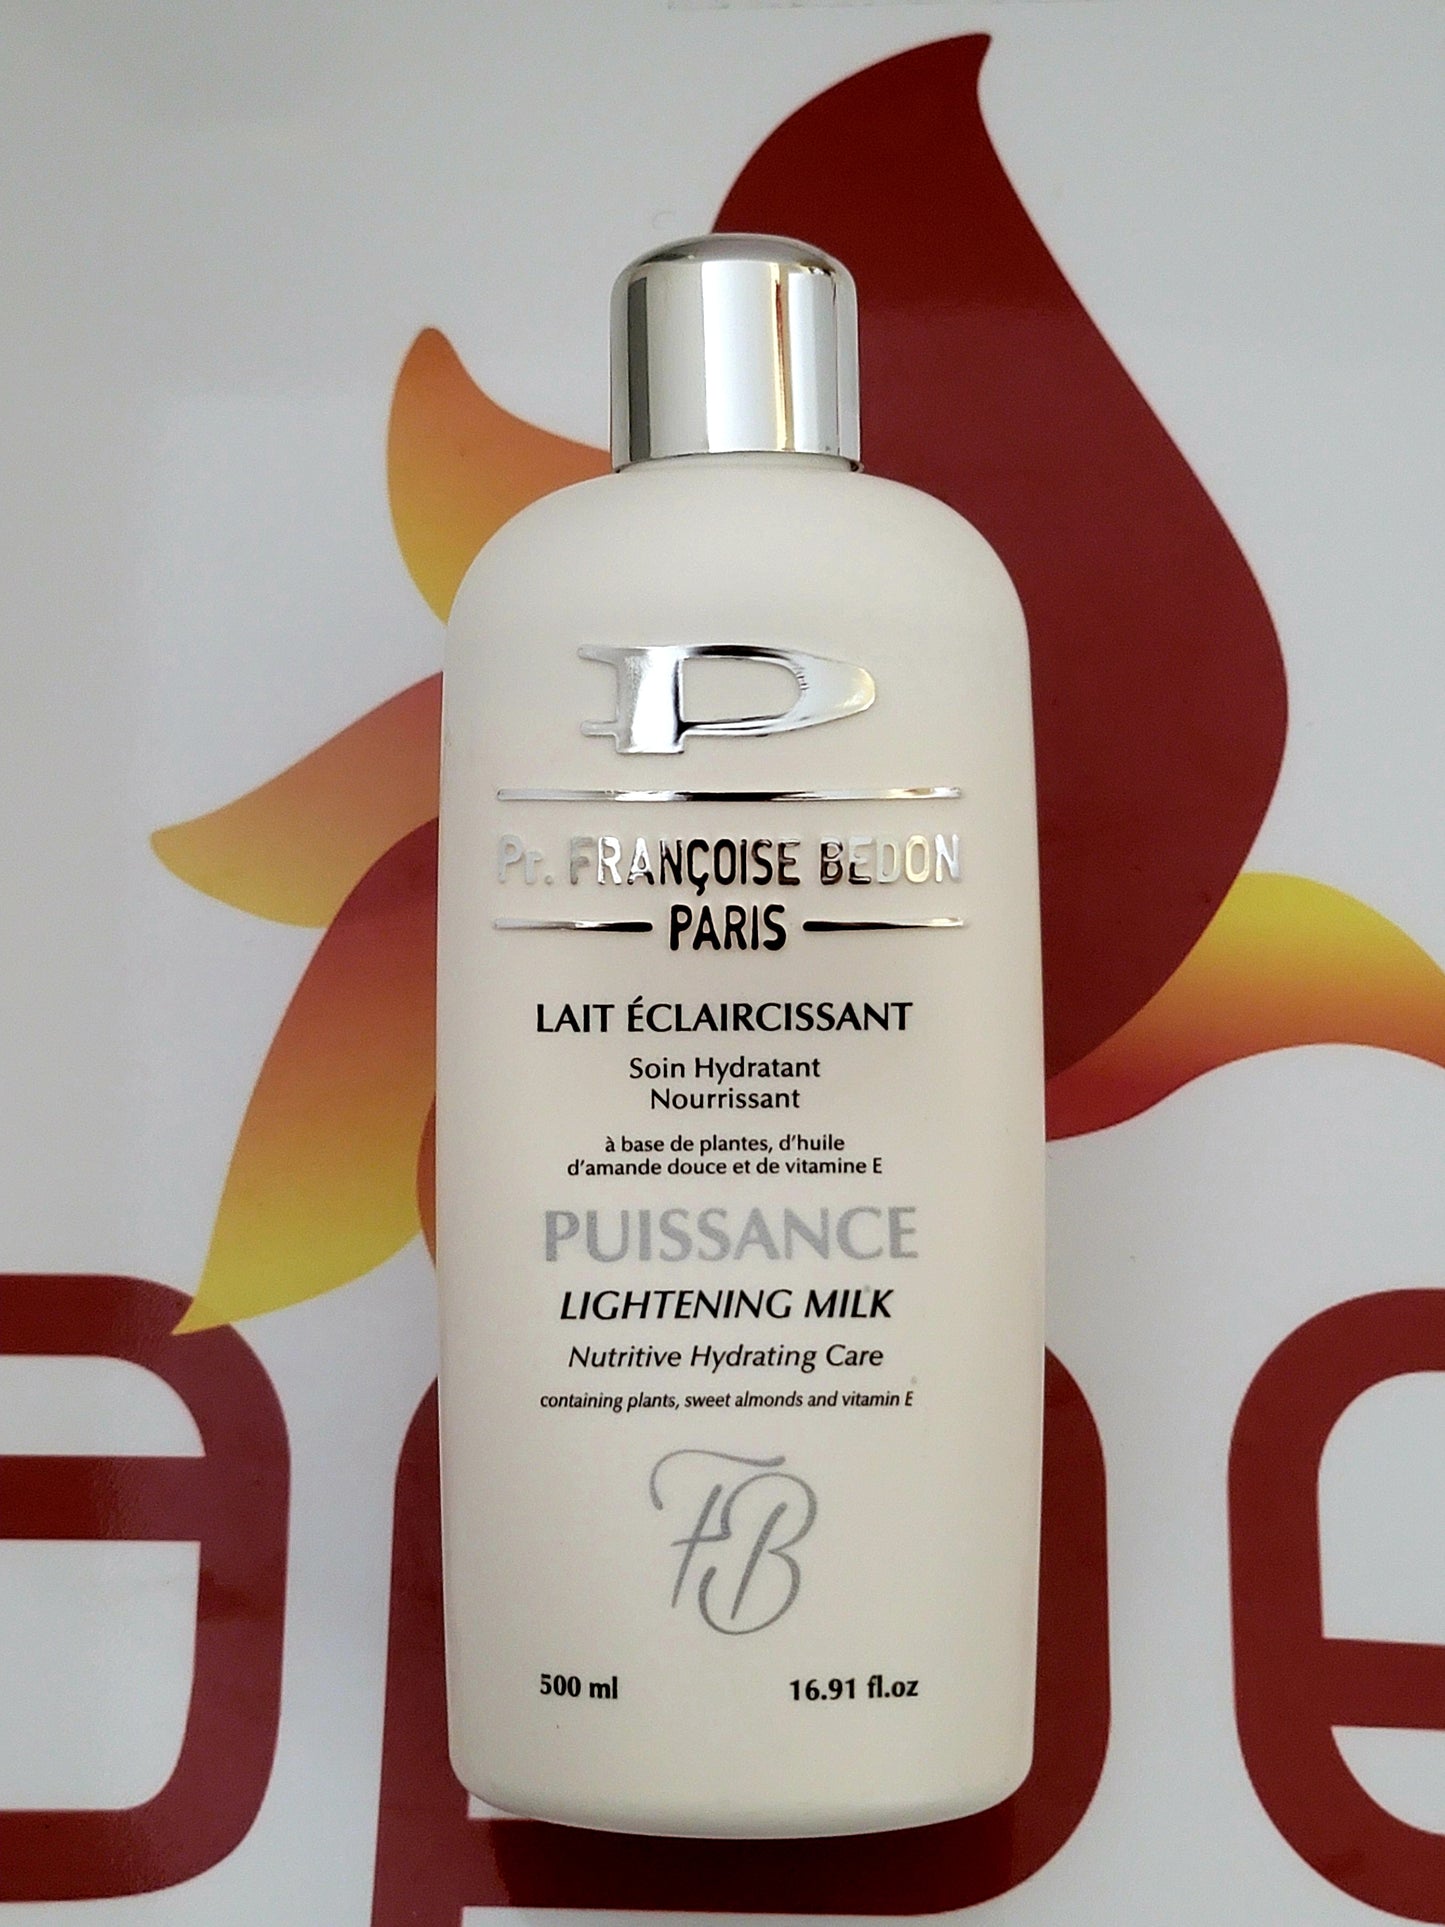 P
Pr. FRANÇOISE BEDON
PARIS
LAIT ÉCLAIRCISSANT
Soin Hydratant
Nourrissant
à base de plantes, d'huile
d'amande douce et de vitamine E
PUISSANCE
LIGHTENING MILK
Nutritive Hydrating Care
containing plants, sweet almonds and vitamin E
FB
500 ml 16.91 fl.oz